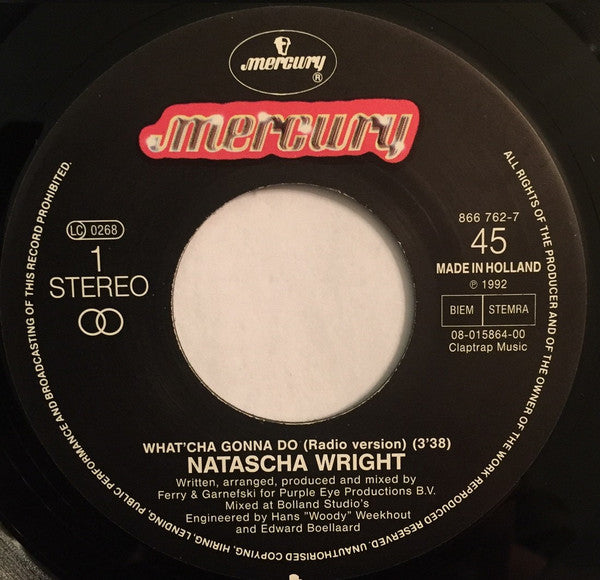 mercury ®
mercury
LC 0268
1
STEREO
866 762-7
45
MADE IN HOLLAND
℗ 1992
BIEM STEMRA
08-015864-00
Claptrap Music
WHAT'CHA GONNA DO (Radio version) (3'38)
NATASCHA WRIGHT
Written, arranged, produced and mixed by
Ferry & Garnefski for Purple Eye Productions B.V.
Mixed at Bolland Studio's
Engineered by Hans "Woody" Weekhout
and Edward Boellaard
ALL RIGHTS OF THE PRODUCER AND OF THE OWNER OF THE WORK REPRODUCED RESERVED. UNAUTHORISED COPYING, HIRING, LENDING, PUBLIC PERFORMANCE AND BROADCASTING OF THIS RECORD PROHIBITED.